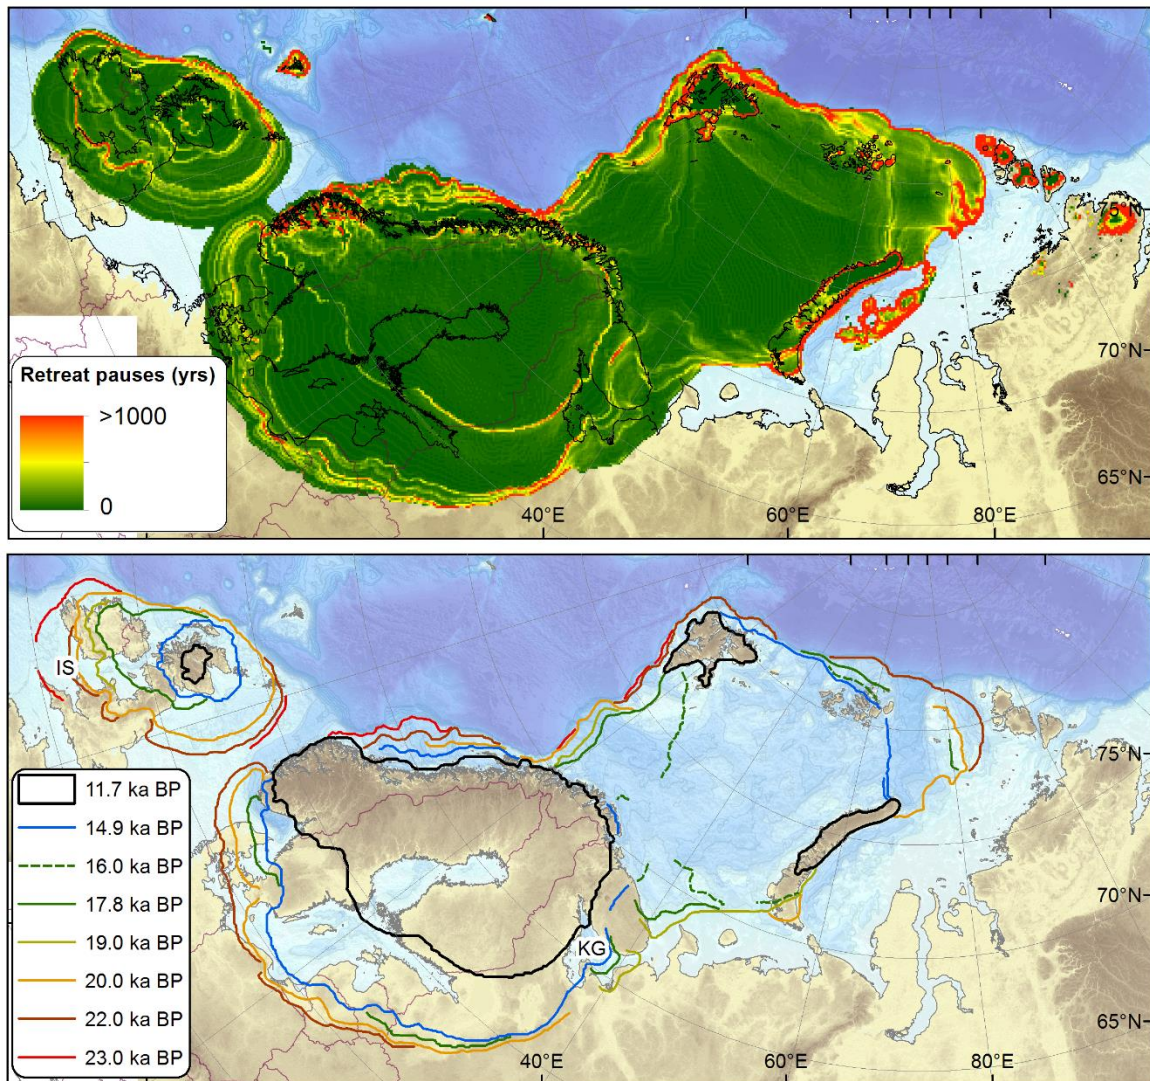 75°N
70°N
65°N
40°E
60°E
80°E
Retreat pauses (yrs)
>1000
0
IS
KG
75°N
70°N
65°N
40°E
60°E
80°E
11.7 ka BP
14.9 ka BP
16.0 ka BP
17.8 ka BP
19.0 ka BP
20.0 ka BP
22.0 ka BP
23.0 ka BP